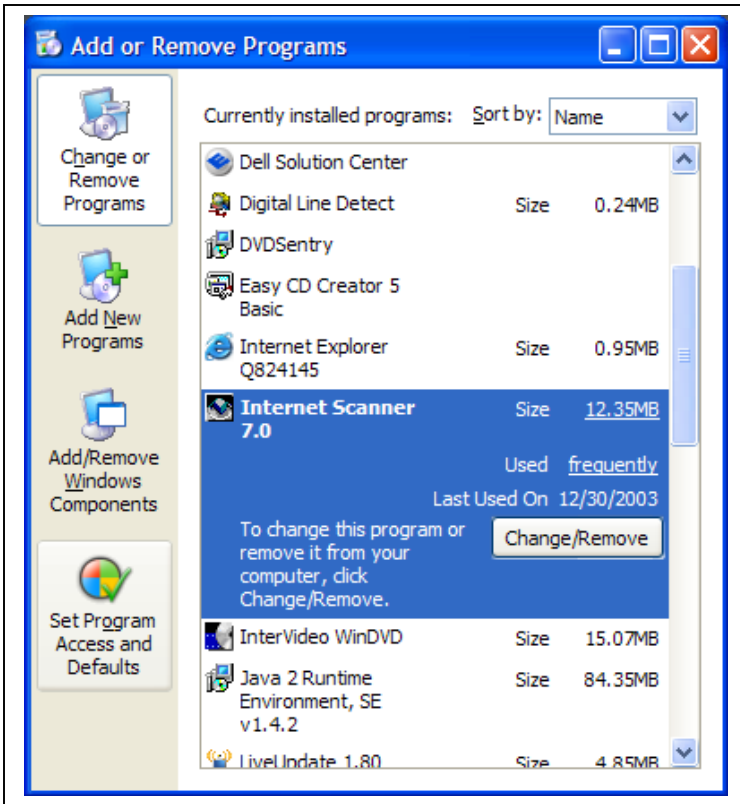 Add or Remove Programs
Change or
Remove
Programs
Add New
Programs
Add/Remove
Windows
Components
Set Program
Access and
Defaults
Currently installed programs: Sort by: Name
Dell Solution Center
Digital Line Detect Size 0.24MB
DVDSentry
Easy CD Creator 5
Basic
Internet Explorer Size 0.95MB
Q824145
Internet Scanner Size 12.35MB
7.0
Used frequently
Last Used On 12/30/2003
To change this program or
remove it from your
computer, click
Change/Remove.
Change/Remove
InterVideo WinDVD Size 15.07MB
Java 2 Runtime Size 84.35MB
Environment, SE
v1.4.2
LiveUpdate 1.80 Size 4.85MB